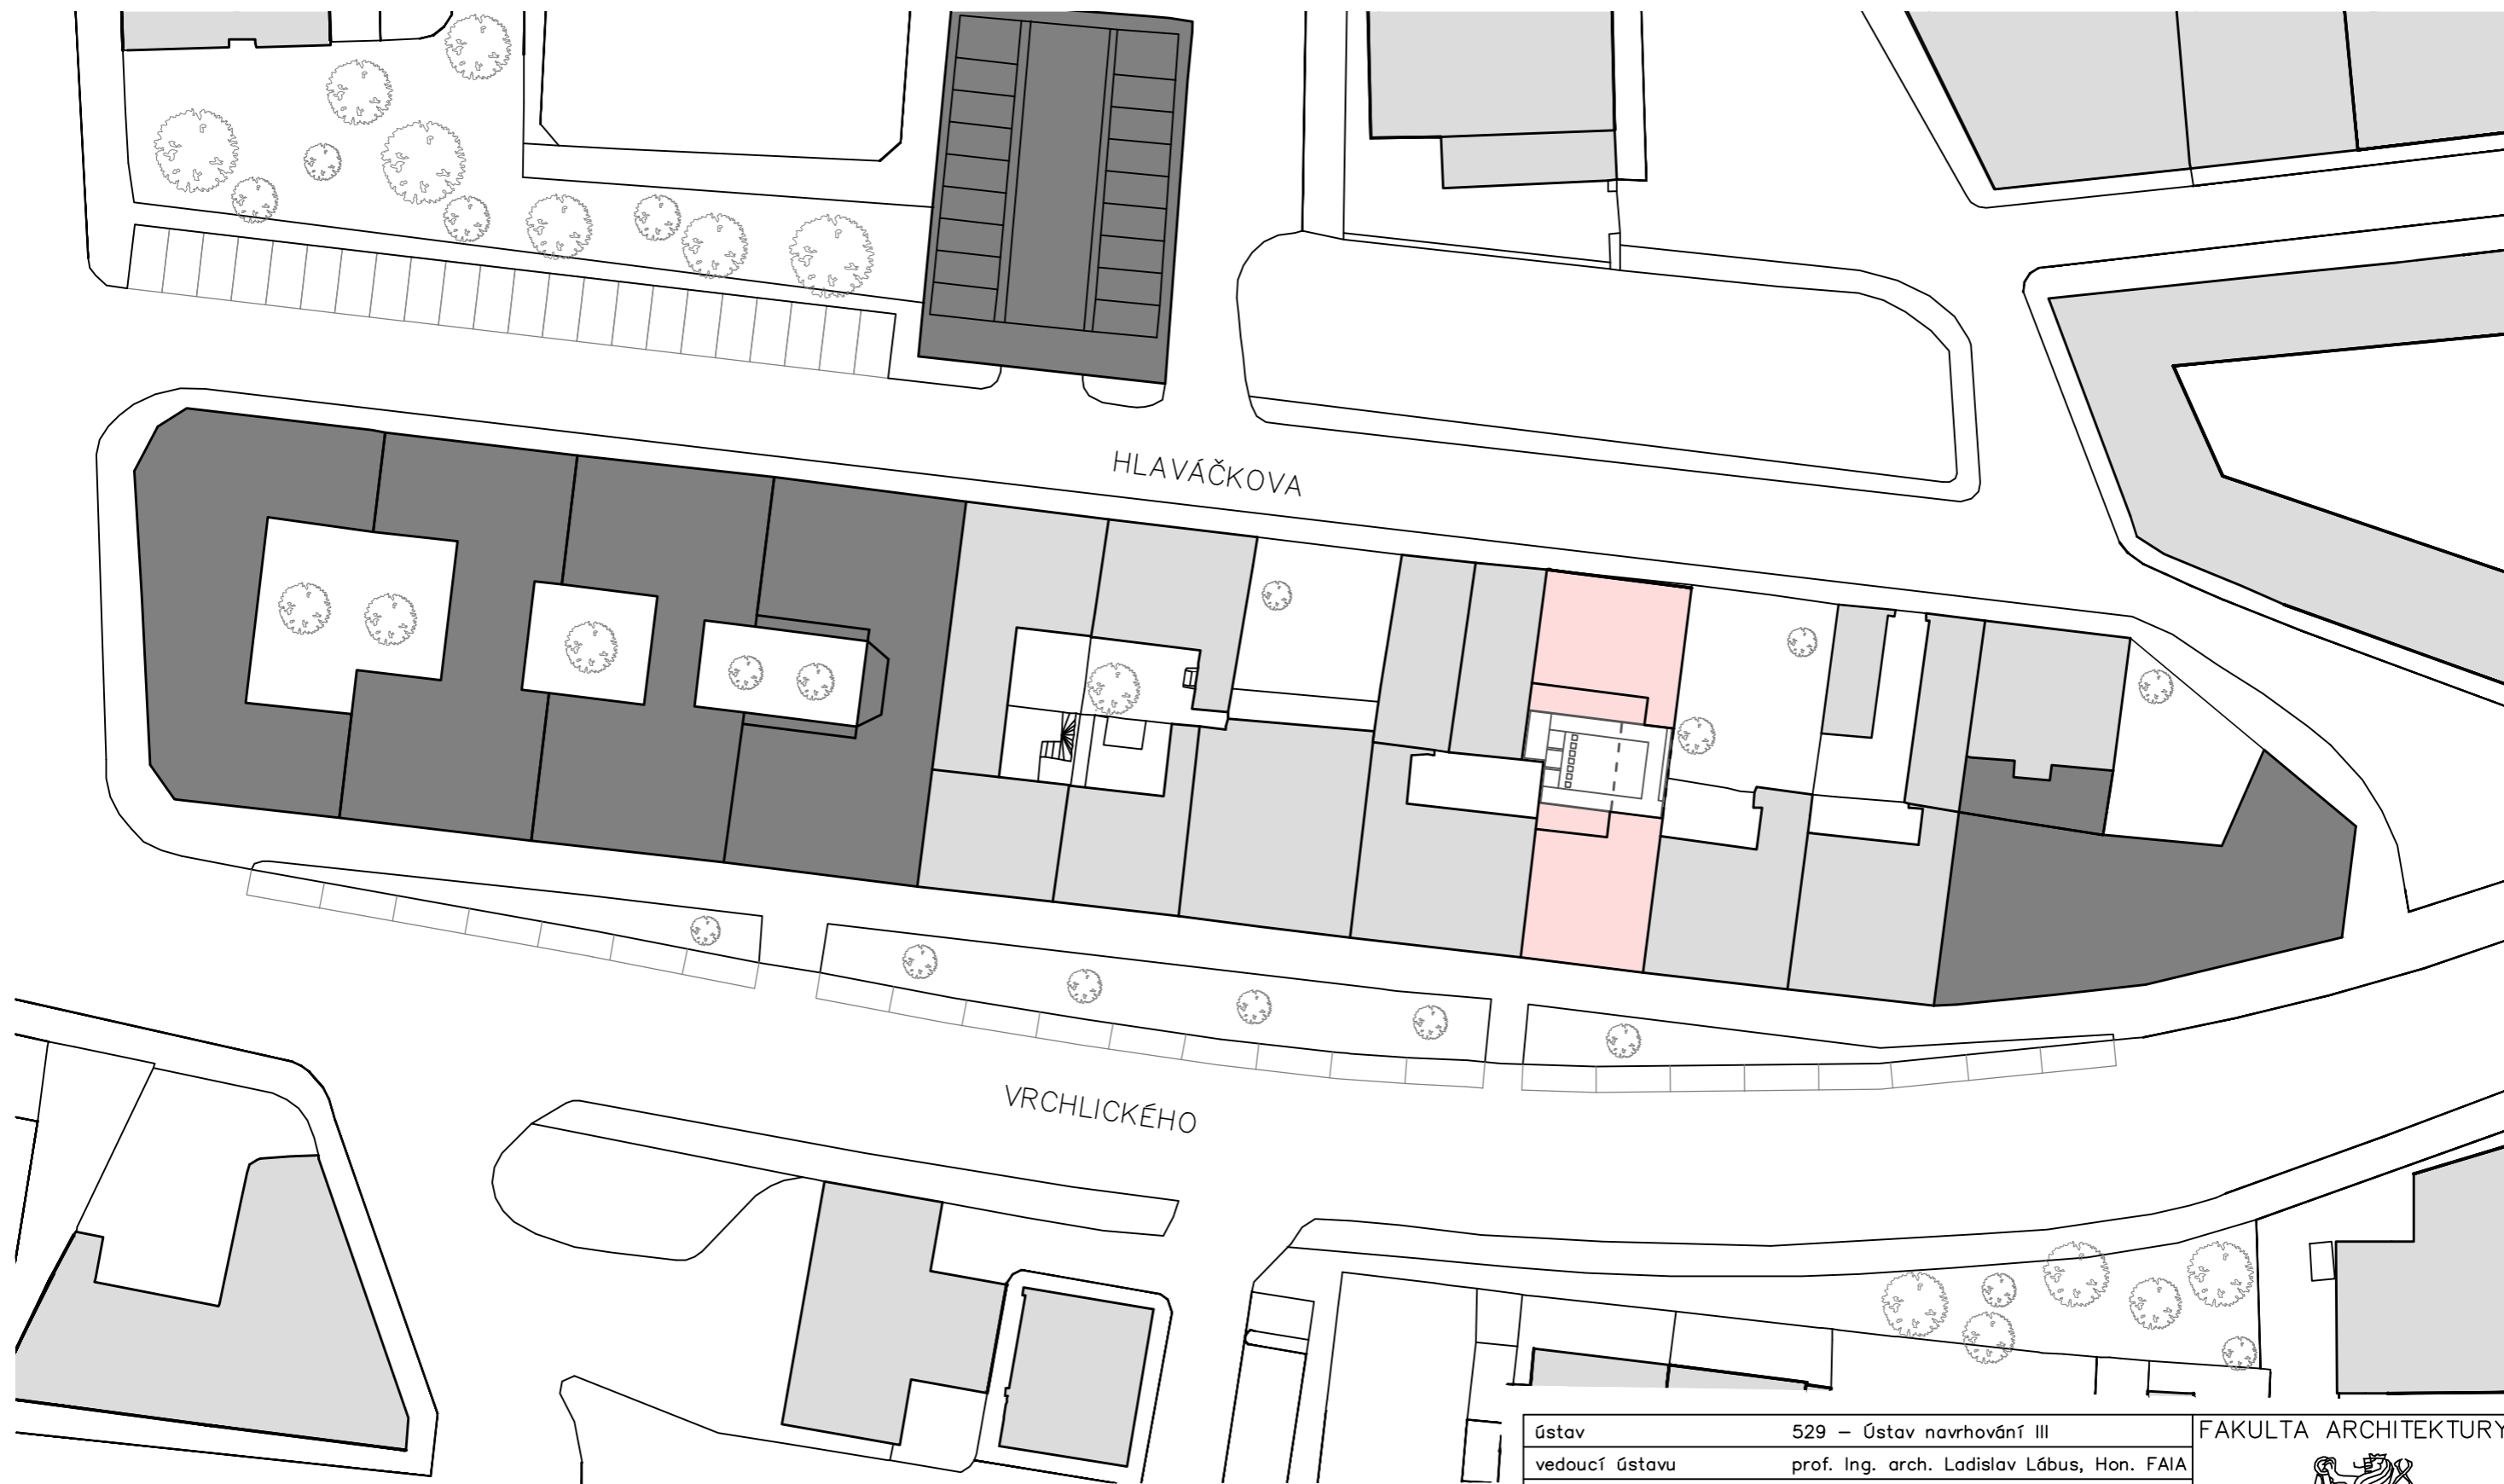 HLAVÁČKOVA
VRCHLICKÉHO
ústav 529 – Ústav navrhování III
FAKULTA ARCHITEKTURY
vedoucí ústavu prof. Ing. arch. Ladislav Lábus, Hon. FAIA